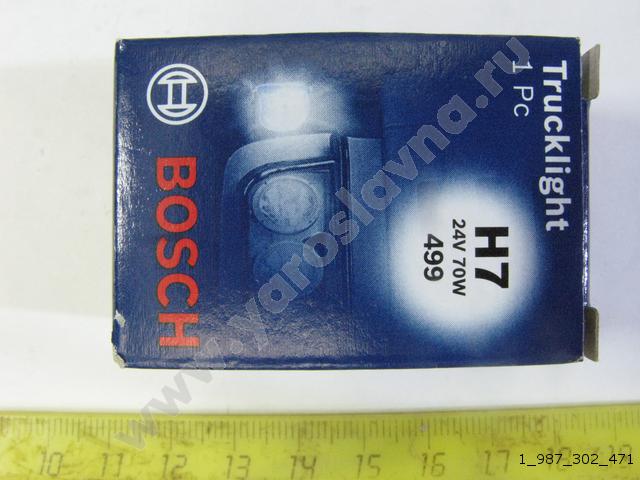 BOSCH
Trucklight
1 Pc
H7
24V 70W
499
www.yaroslavna.ru
10 11 12 13 14 15 16 17 18
1_987_302_471